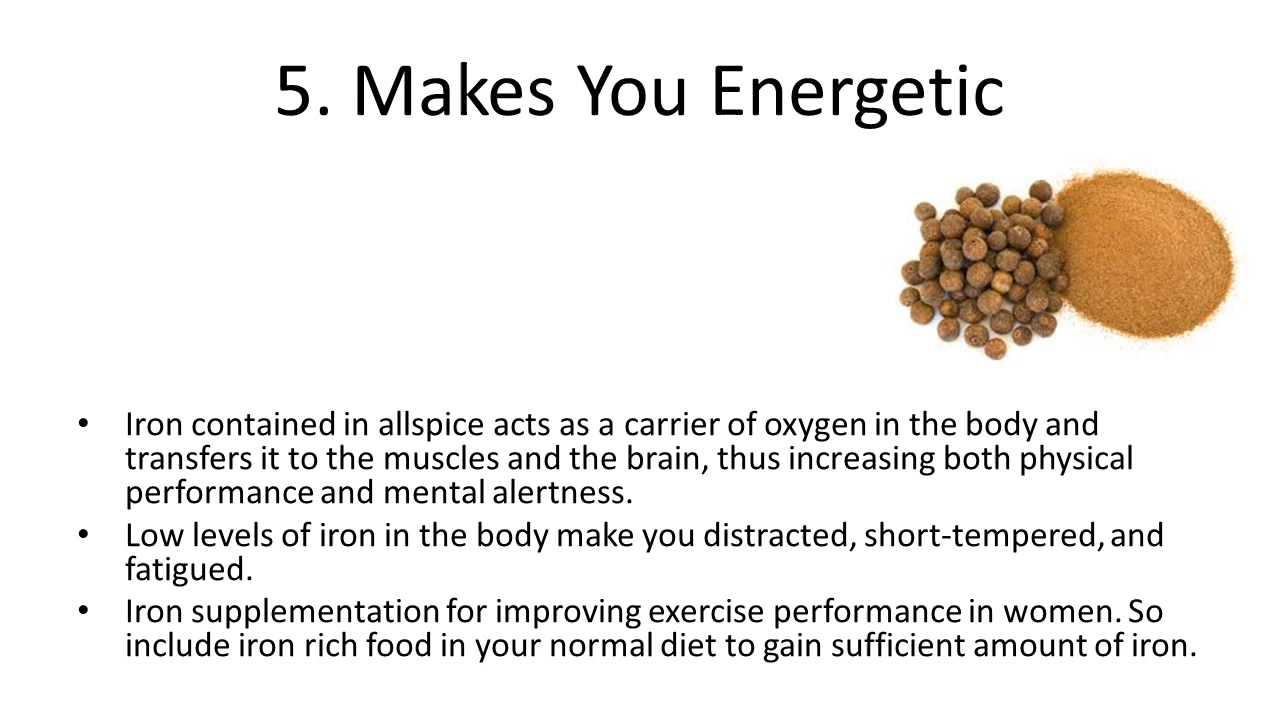 5. Makes You Energetic
• Iron contained in allspice acts as a carrier of oxygen in the body and
transfers it to the muscles and the brain, thus increasing both physical
performance and mental alertness.
• Low levels of iron in the body make you distracted, short-tempered, and
fatigued.
• Iron supplementation for improving exercise performance in women. So
include iron rich food in your normal diet to gain sufficient amount of iron.